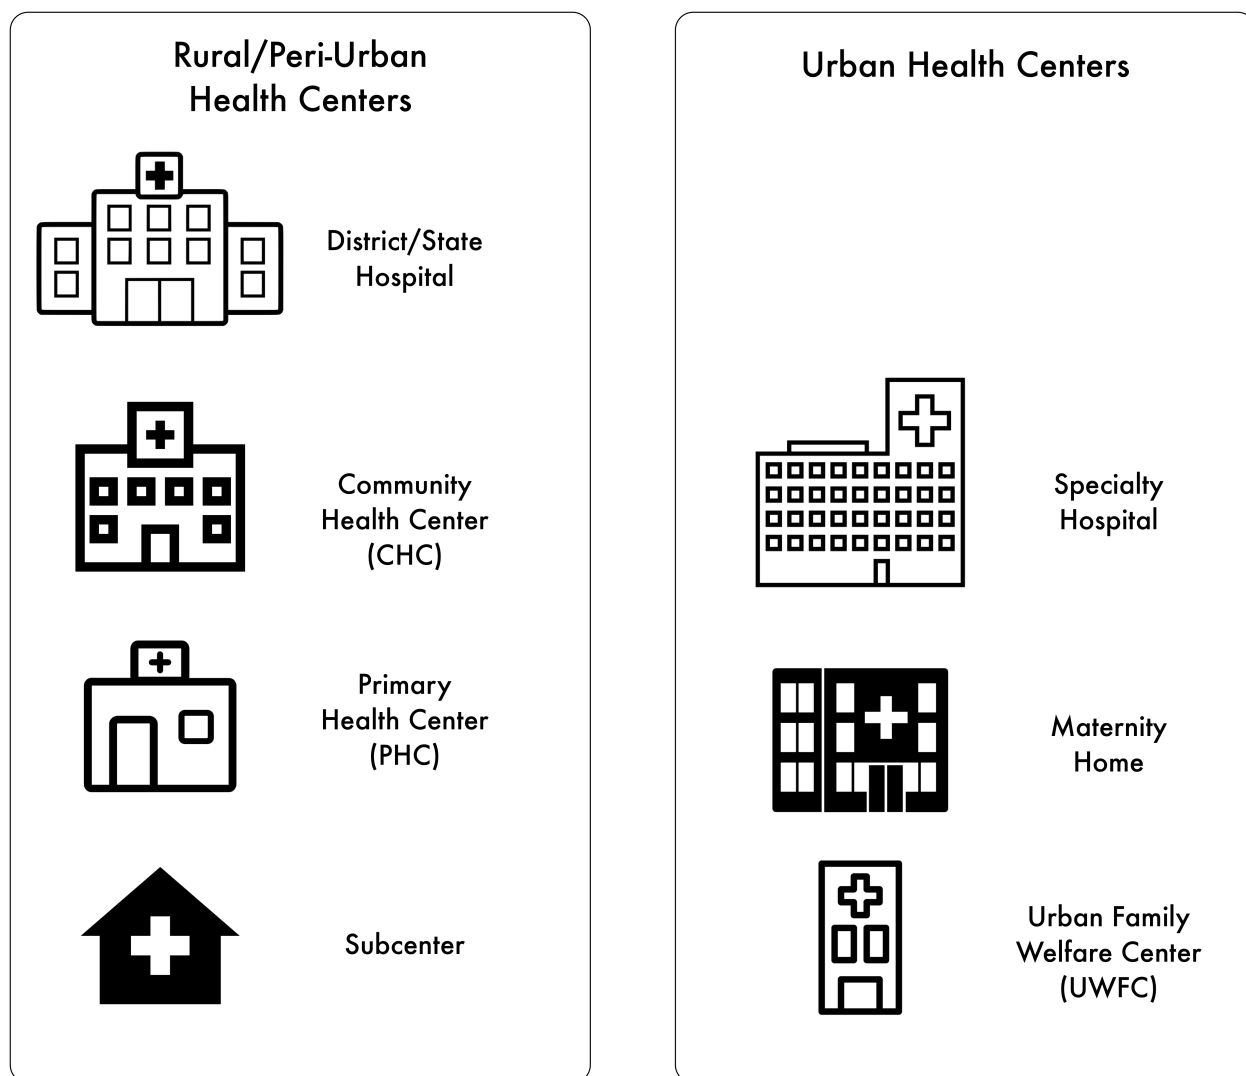 Rural/Peri-Urban
Health Centers
District/State
Hospital
Community
Health Center
(CHC)
Primary
Health Center
(PHC)
Subcenter
Urban Health Centers
Specialty
Hospital
Maternity
Home
Urban Family
Welfare Center
(UWFC)